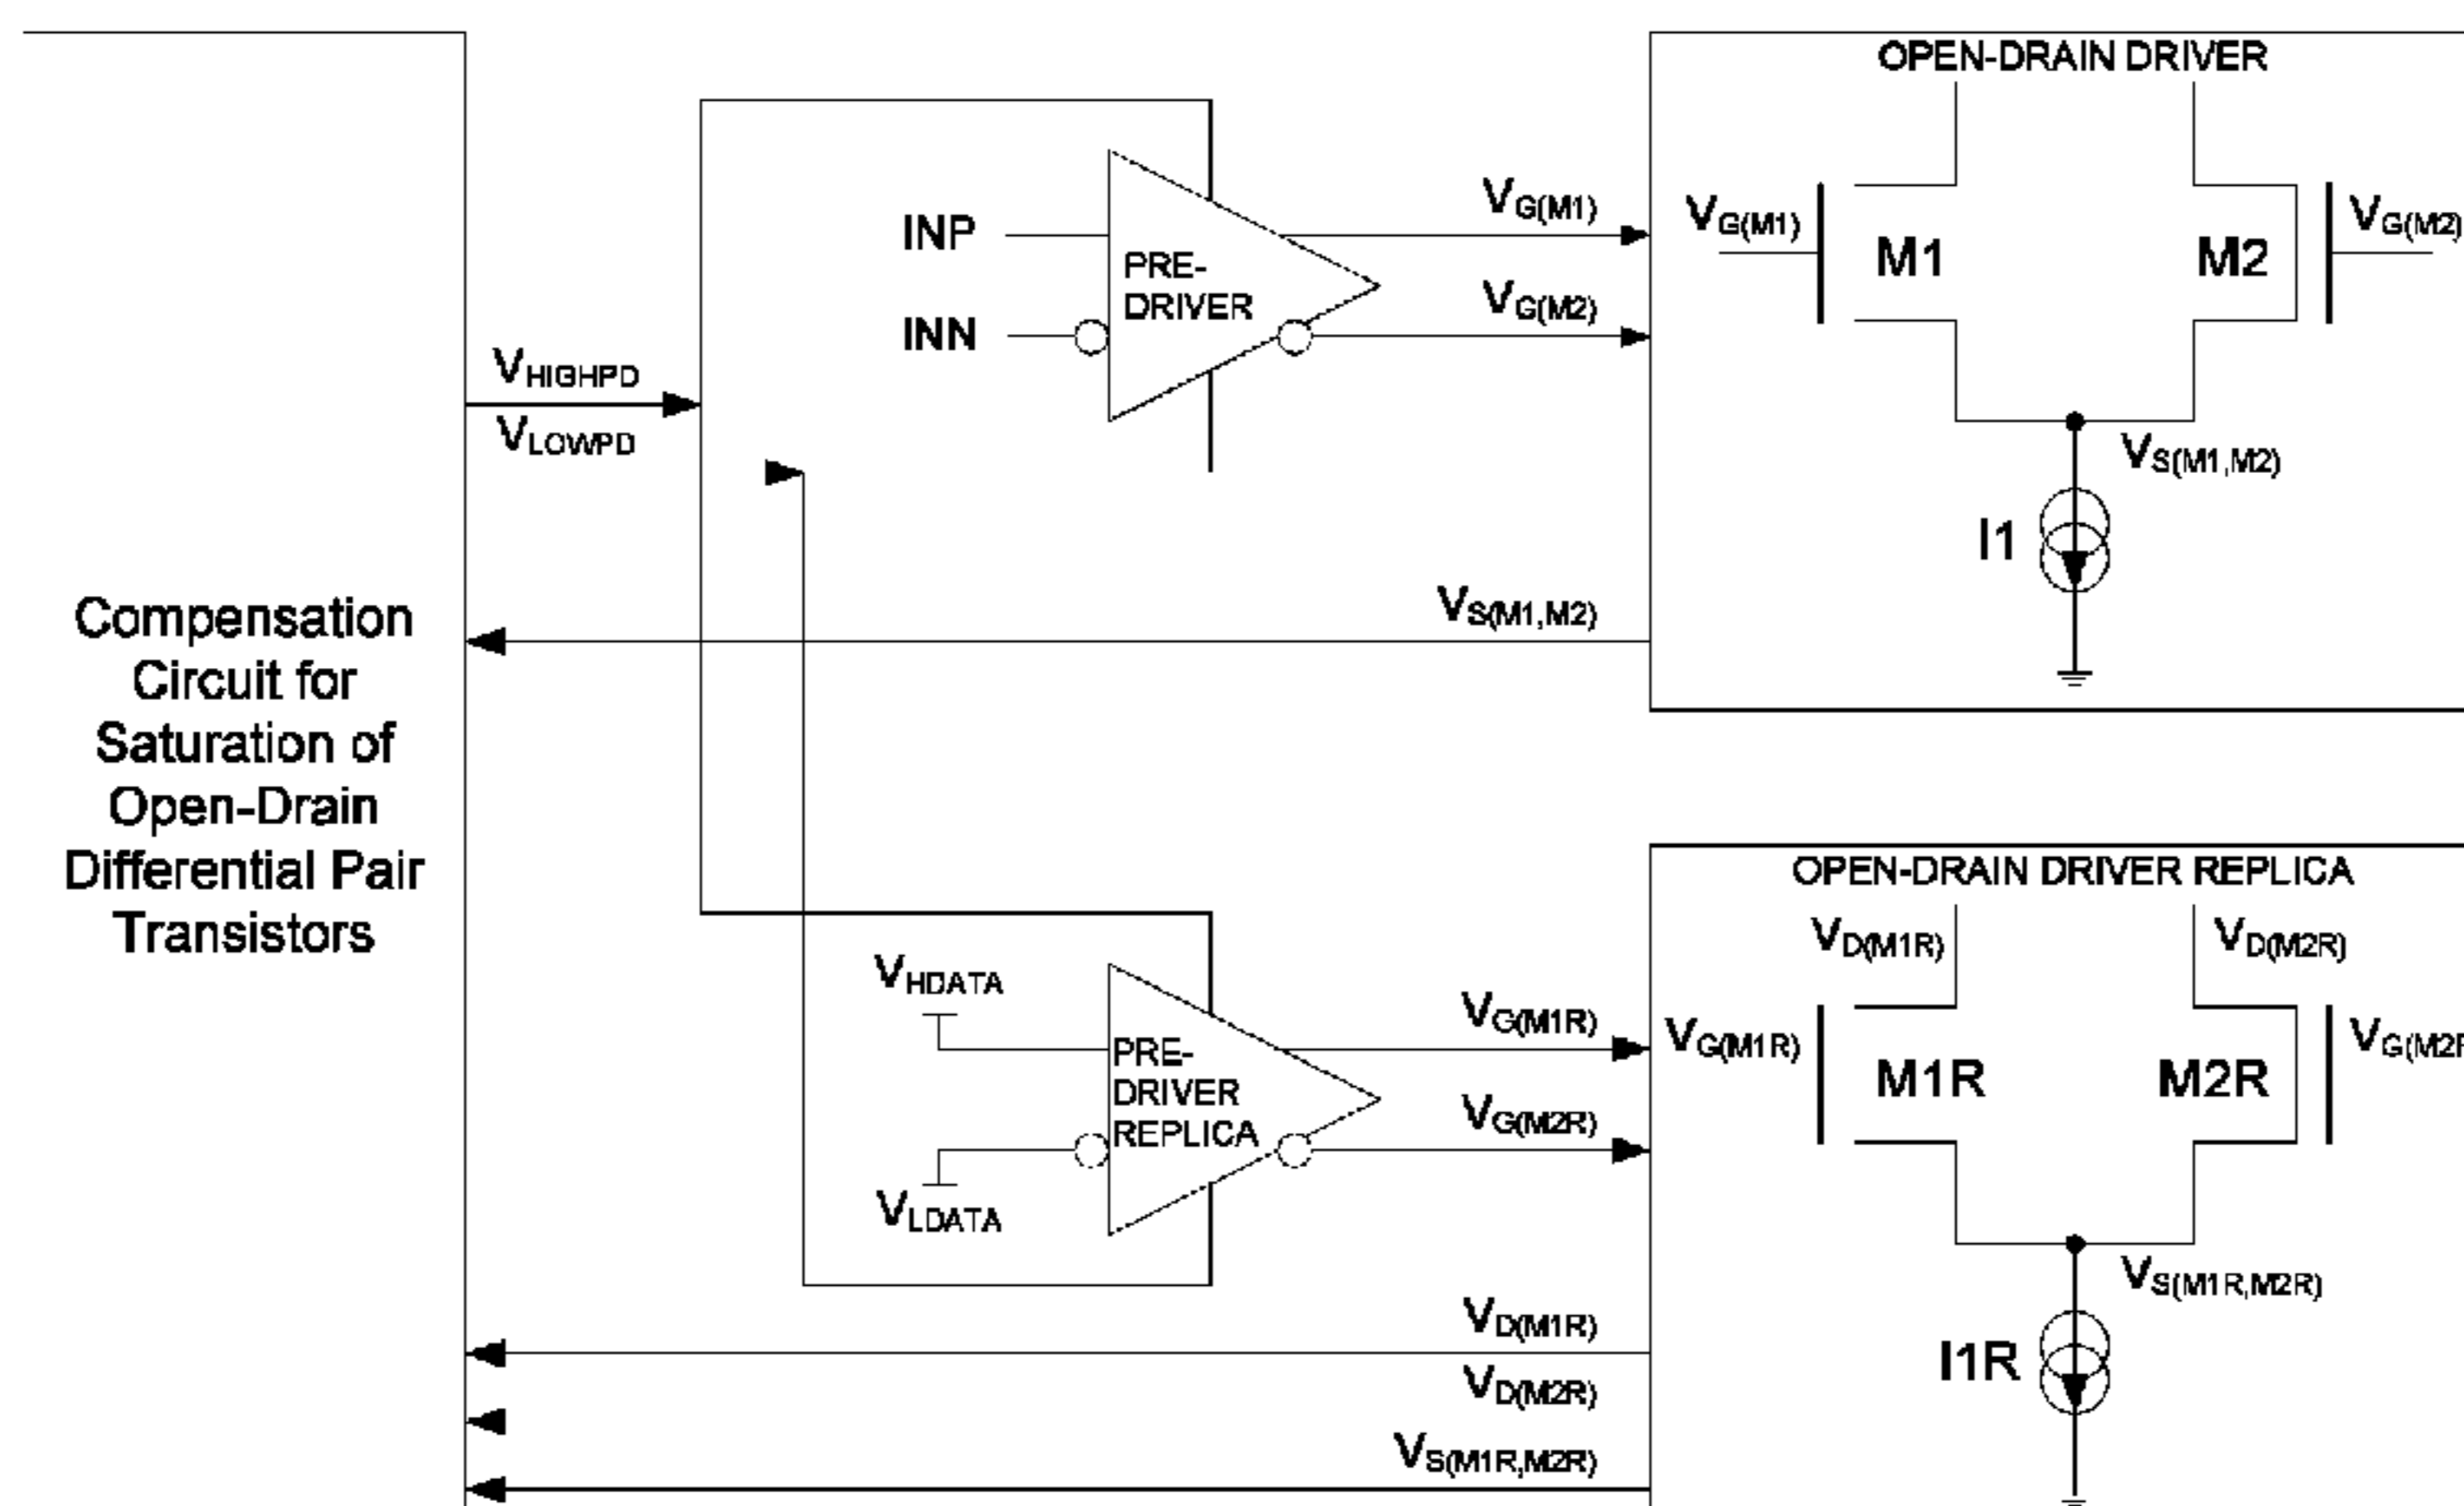 OPEN-DRAIN DRIVER
INP
INN
PRE-
DRIVER
VG(M1)
VG(M2)
VG(M1)
M1
M2
VG(M2)
VS(M1,M2)
I1
VHIGHPD
VLOWPD
VS(M1,M2)
Compensation
Circuit for
Saturation of
Open-Drain
Differential Pair
Transistors
OPEN-DRAIN DRIVER REPLICA
VD(M1R)
VD(M2R)
VHDATA
VLDATA
PRE-
DRIVER
REPLICA
VG(M1R)
VG(M2R)
VG(M1R)
M1R
M2R
VG(M2R
VS(M1R,M2R)
I1R
VD(M1R)
VD(M2R)
VS(M1R,M2R)